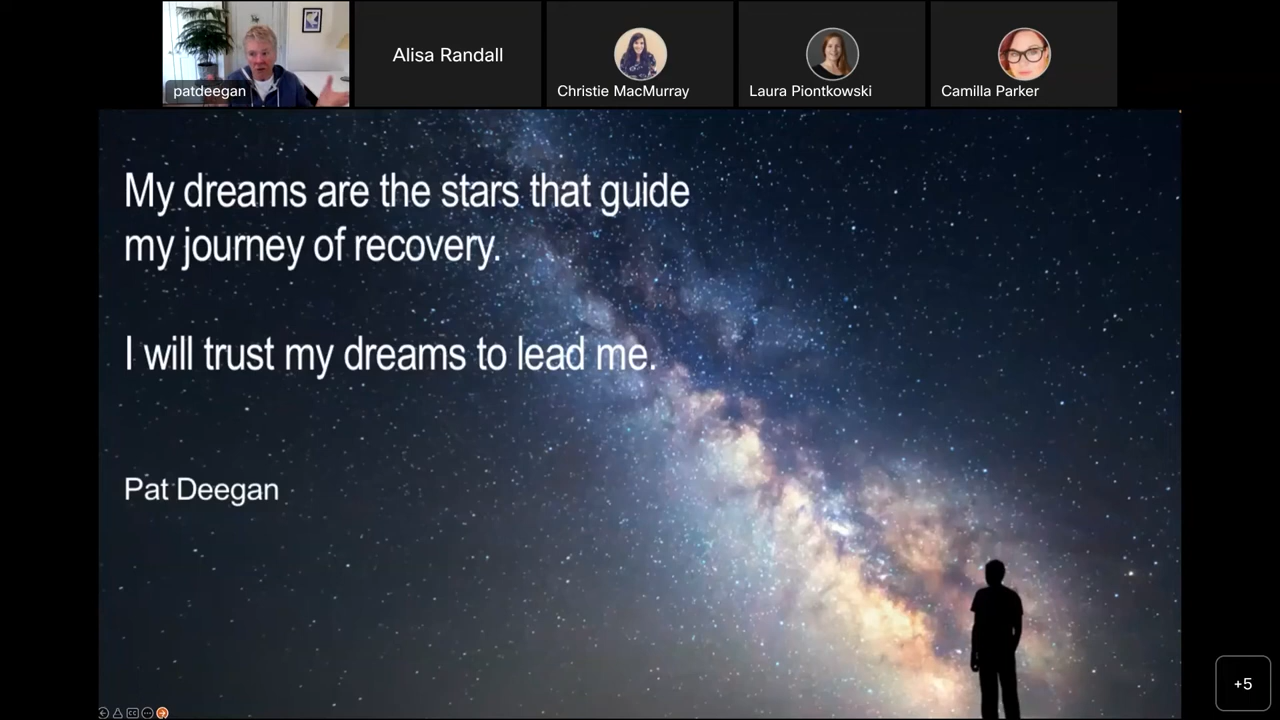 patdeegan
Alisa Randall
Christie MacMurray
Laura Piontkowski
Camilla Parker
My dreams are the stars that guide
my journey of recovery.
I will trust my dreams to lead me.
Pat Deegan
+5